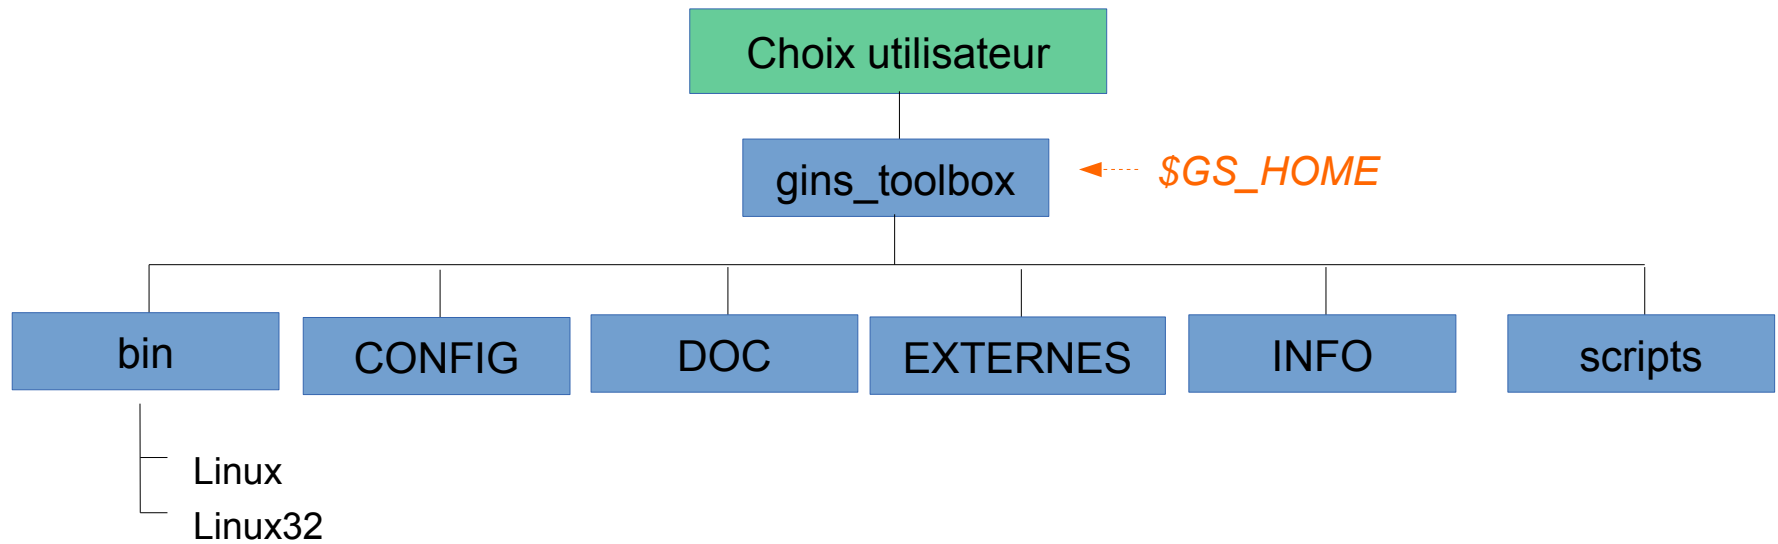 Choix utilisateur
gins_toolbox
$GS_HOME
bin
CONFIG
DOC
EXTERNES
INFO
scripts
Linux
Linux32